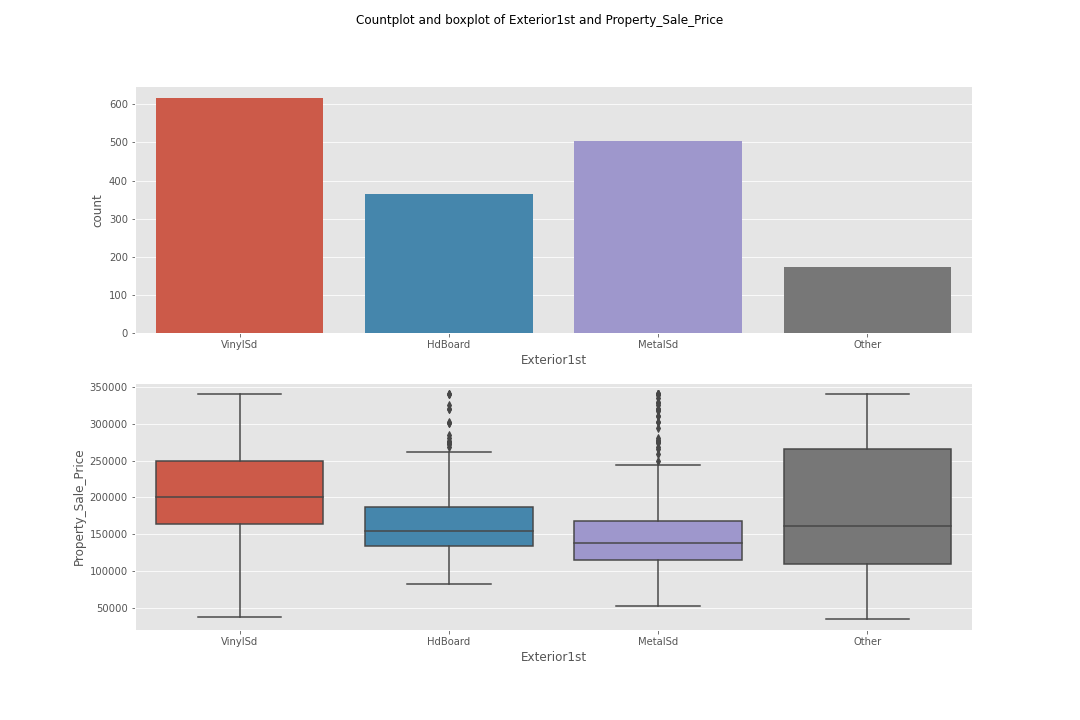 Countplot and boxplot of Exterior1st and Property_Sale_Price
600
500
400
300
200
100
0
count
VinylSd HdBoard MetalSd Other
Exterior1st
350000
300000
250000
200000
150000
100000
50000
Property_Sale_Price
VinylSd HdBoard MetalSd Other
Exterior1st